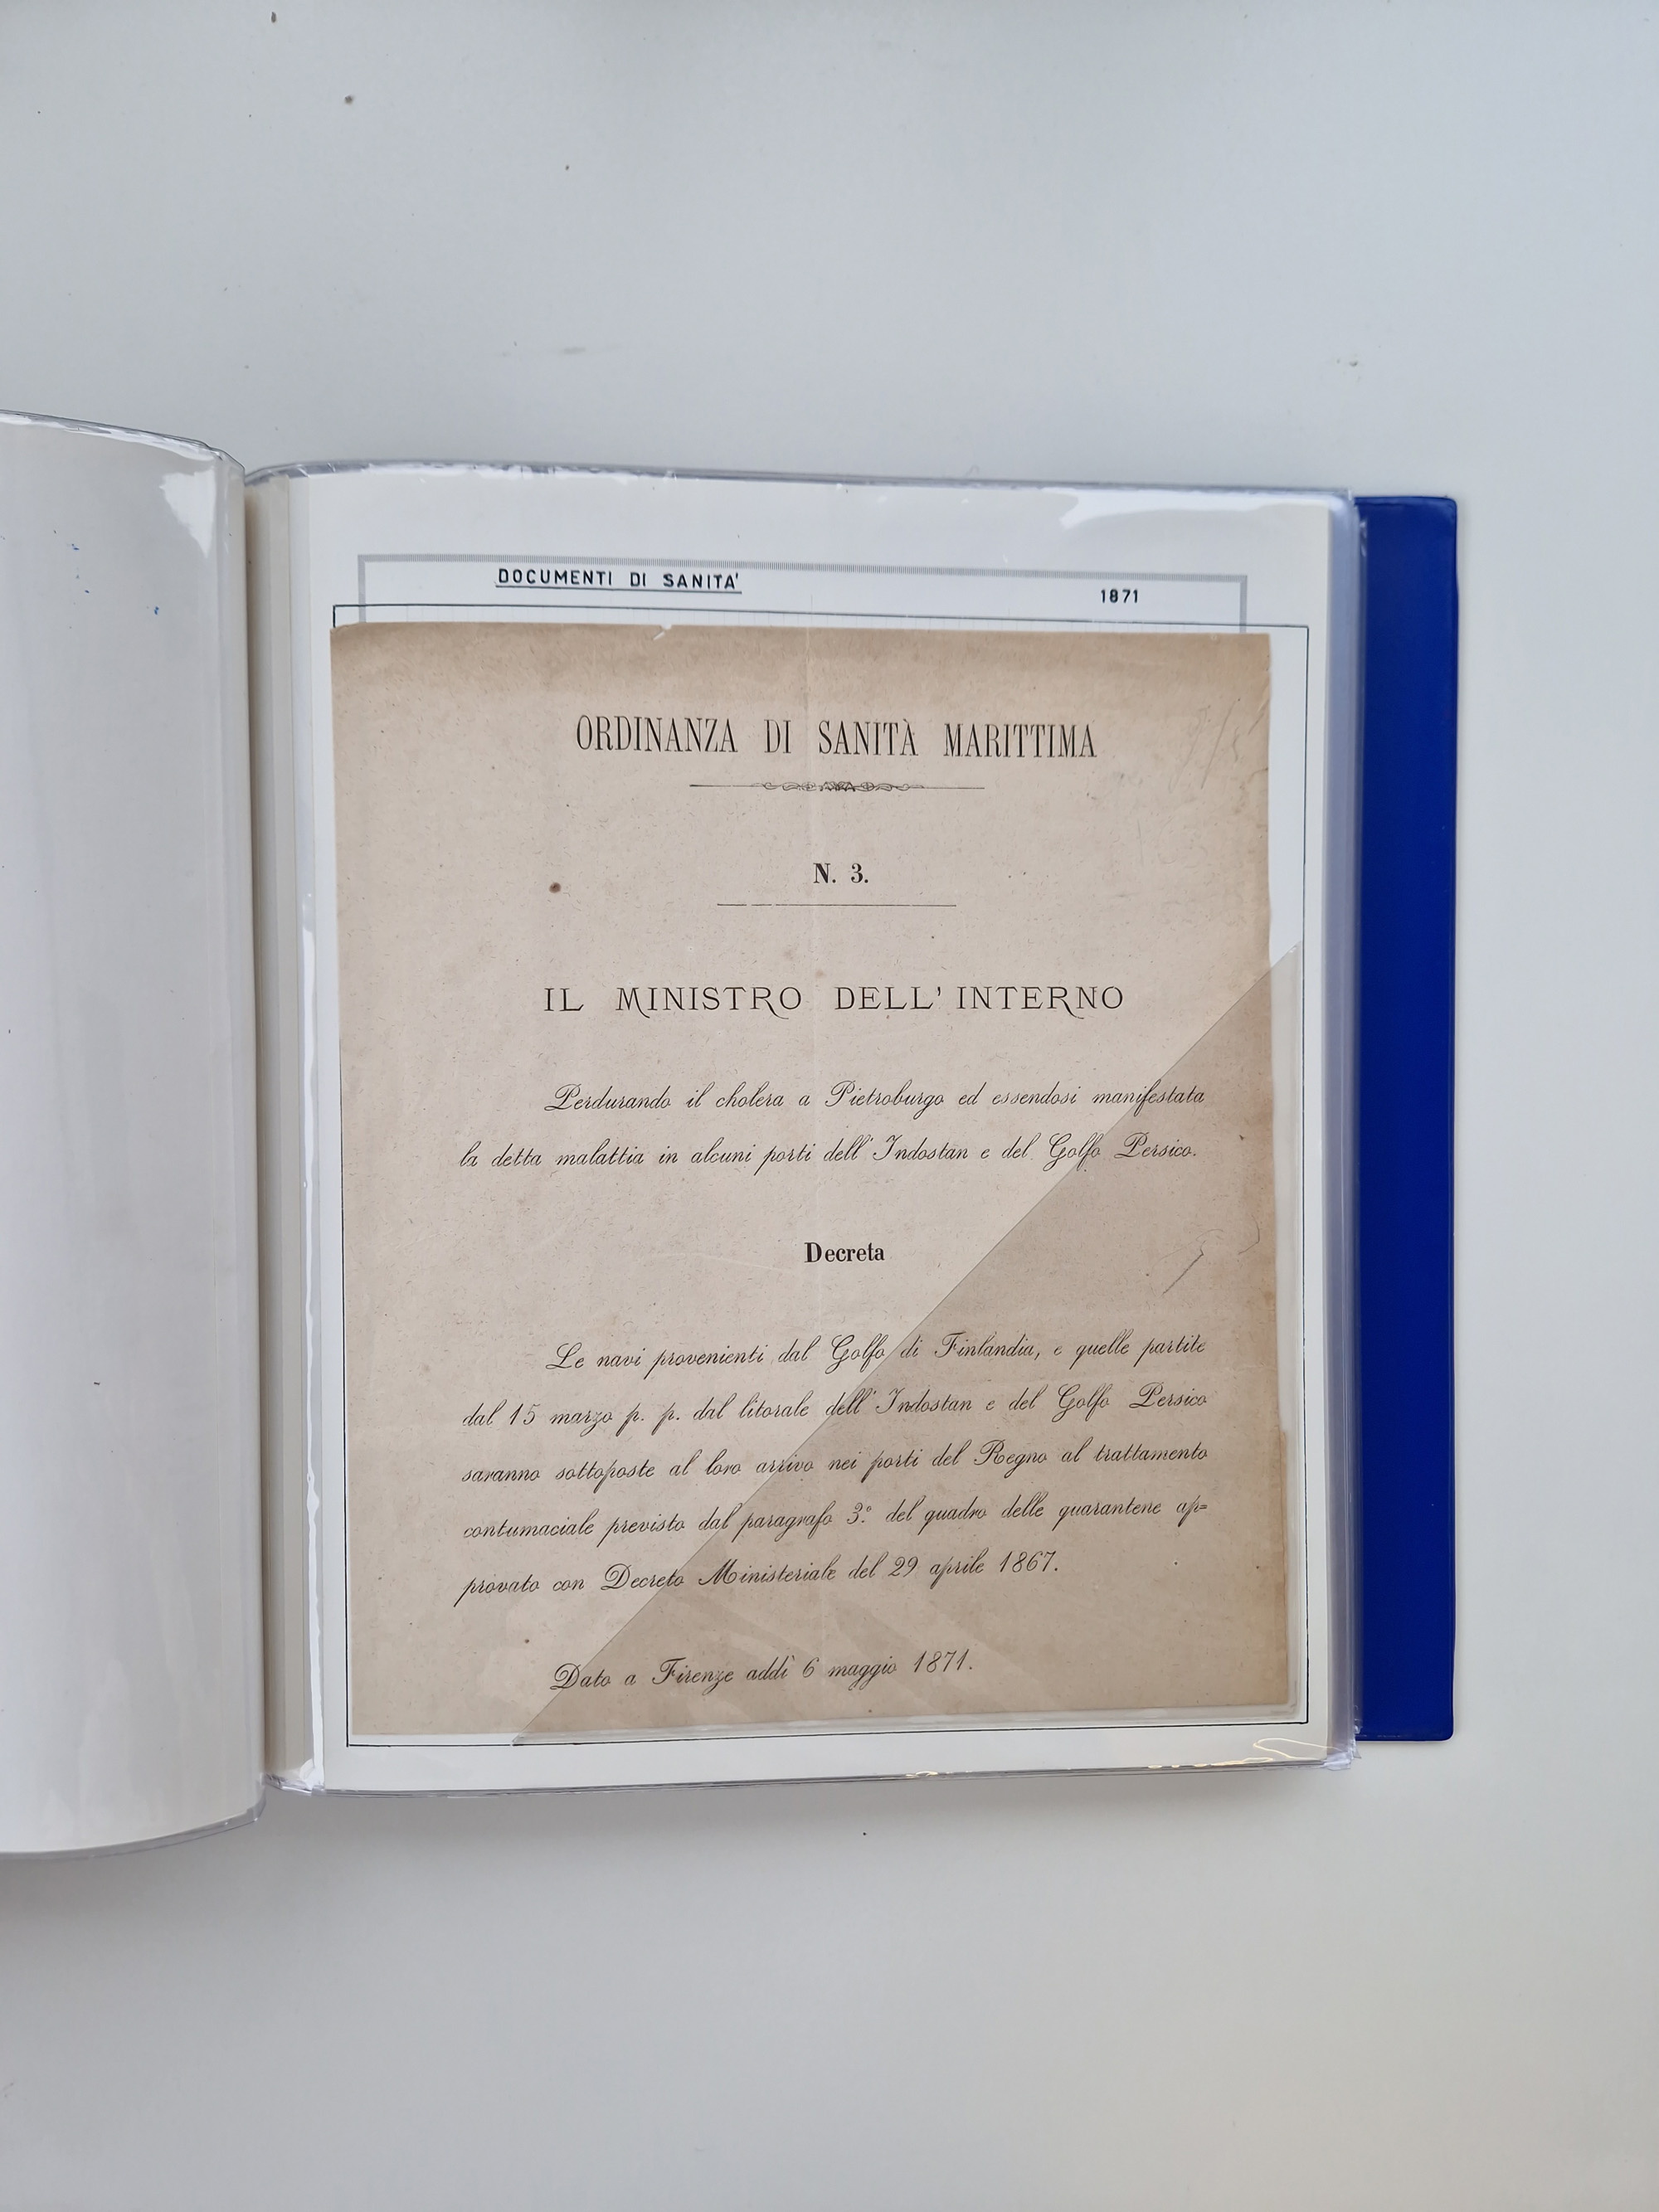 DOCUMENTI DI SANITA'
1871
ORDINANZA DI SANITÀ MARITTIMA
N. 3.
IL MINISTRO DELL' INTERNO
Perdurando il cholera a Pietroburgo ed essendosi manifestata
la detta malattia in alcuni porti dell' Indostan e del Golfo Persico.
Decreta
Le navi provenienti dal Golfo di Finlandia, e quelle partite
dal 15 marzo p. p. dal litorale dell' Indostan e del Golfo Persico
saranno sottoposte al loro arrivo nei porti del Regno al trattamento
contumaciale previsto dal paragrafo 3.° del quadro delle quarantene ap=
provato con Decreto Ministeriale del 29 aprile 1867.
Dato a Firenze addì 6 maggio 1871.